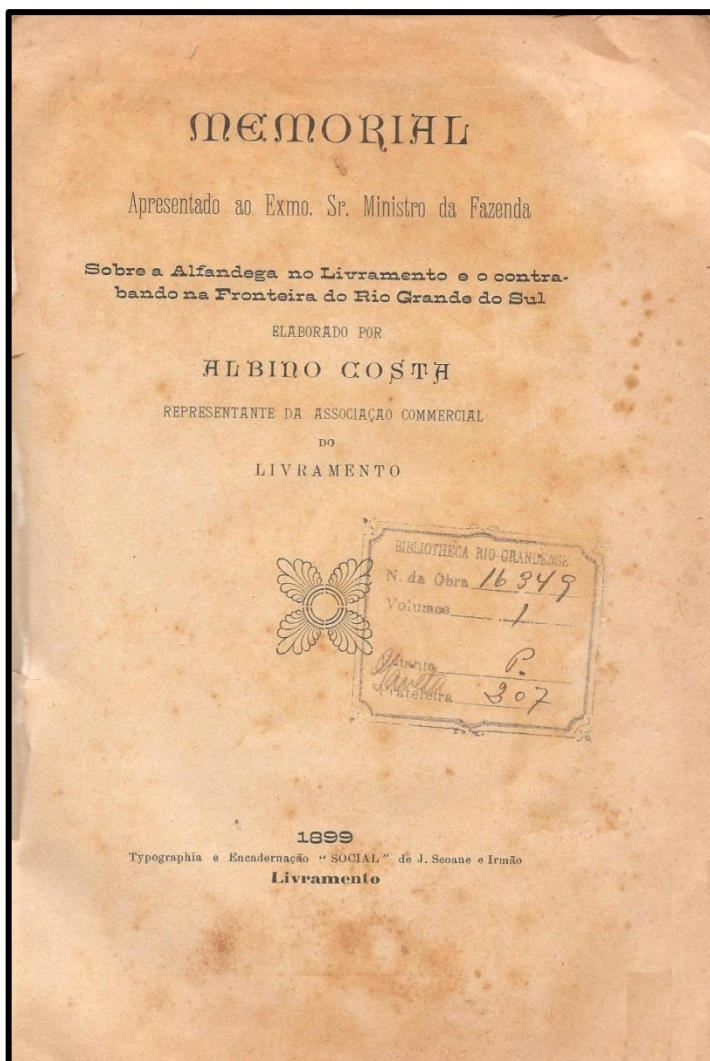 MEMORIAL
Apresentado ao Exmo. Sr. Ministro da Fazenda
Sobre a Alfandega no Livramento e o contra-
bando na Fronteira do Rio Grande do Sul
ELABORADO POR
ALBINO COSTA
REPRESENTANTE DA ASSOCIAÇÃO COMMERCIAL
DO
LIVRAMENTO
BIBLIOTHECA RIO-GRANDENSE
N. da Obra 16349
Volumes 1
P.
Gaveta
Prateleira 307
1899
Typographia e Encadernação “ SOCIAL ” de J. Seoane e Irmão
Livramento